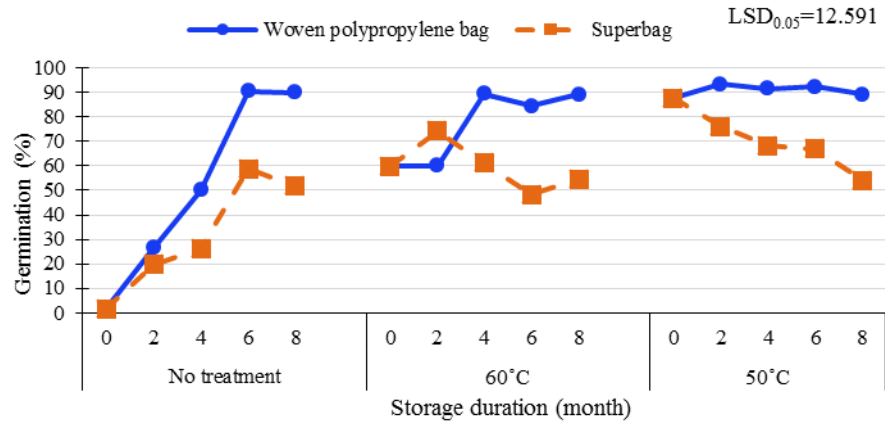 LSD0.05=12.591
Woven polypropylene bag Superbag
Germination (%)
100
90
80
70
60
50
40
30
20
10
0
0 2 4 6 8 0 2 4 6 8 0 2 4 6 8
No treatment 60˚C 50˚C
Storage duration (month)